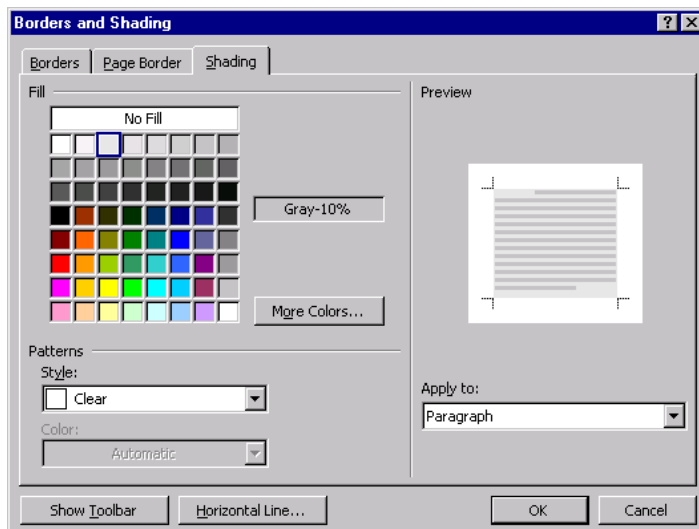 Borders and Shading
Borders
Page Border
Shading
Fill
No Fill
Gray-10%
More Colors...
Patterns
Style:
Clear
Color:
Automatic
Preview
Apply to:
Paragraph
Show Toolbar
Horizontal Line...
OK
Cancel